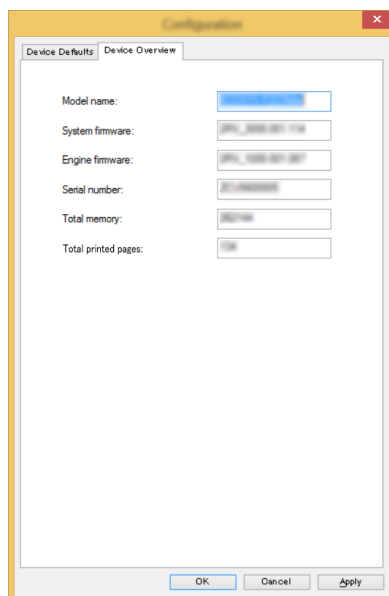 Configuration
Device Defaults Device Overview
Model name:
System firmware:
Engine firmware:
Serial number:
Total memory:
Total printed pages:
OK Cancel Apply